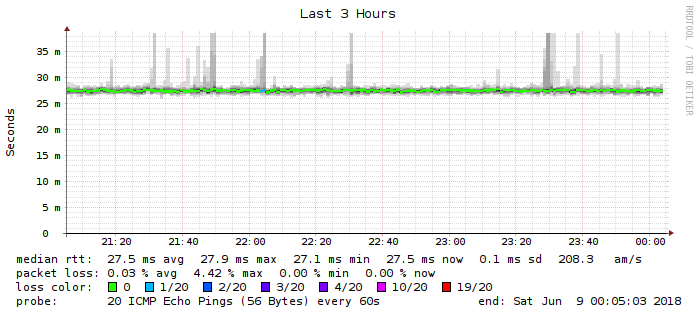 Last 3 Hours
RRDTOOL / TOBI OETIKER
Seconds
35 m
30 m
25 m
20 m
15 m
10 m
5 m
0
21:20 21:40 22:00 22:20 22:40 23:00 23:20 23:40 00:00
median rtt: 27.5 ms avg 27.9 ms max 27.1 ms min 27.5 ms now 0.1 ms sd 208.3 am/s
packet loss: 0.03 % avg 4.42 % max 0.00 % min 0.00 % now
loss color: 0 1/20 2/20 3/20 4/20 10/20 19/20
probe: 20 ICMP Echo Pings (56 Bytes) every 60s end: Sat Jun 9 00:05:03 2018